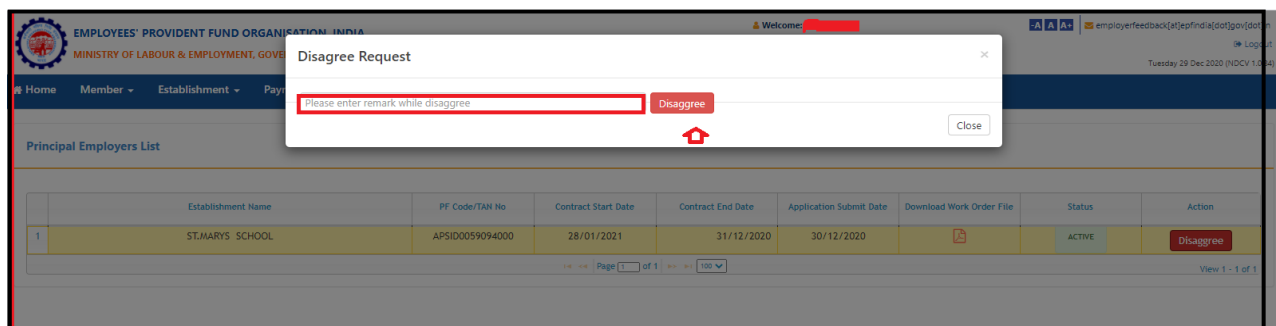 EMPLOYEES' PROVIDENT FUND ORGANISATION, INDIA
MINISTRY OF LABOUR & EMPLOYMENT, GOVE
Welcome:
-A A A+ employerfeedback[at]epfindia[dot]gov[dot]in
Logout
Tuesday 29 Dec 2020 (NDCV 1.0.34)
Home Member Establishment Payn
Disagree Request ×
Please enter remark while disaggree Disaggree
Close
Principal Employers List
Establishment Name PF Code/TAN No Contract Start Date Contract End Date Application Submit Date Download Work Order File Status Action
1 ST.MARYS SCHOOL APSID0059094000 28/01/2021 31/12/2020 30/12/2020 ACTIVE Disaggree
Page 1 of 1 100 View 1 - 1 of 1